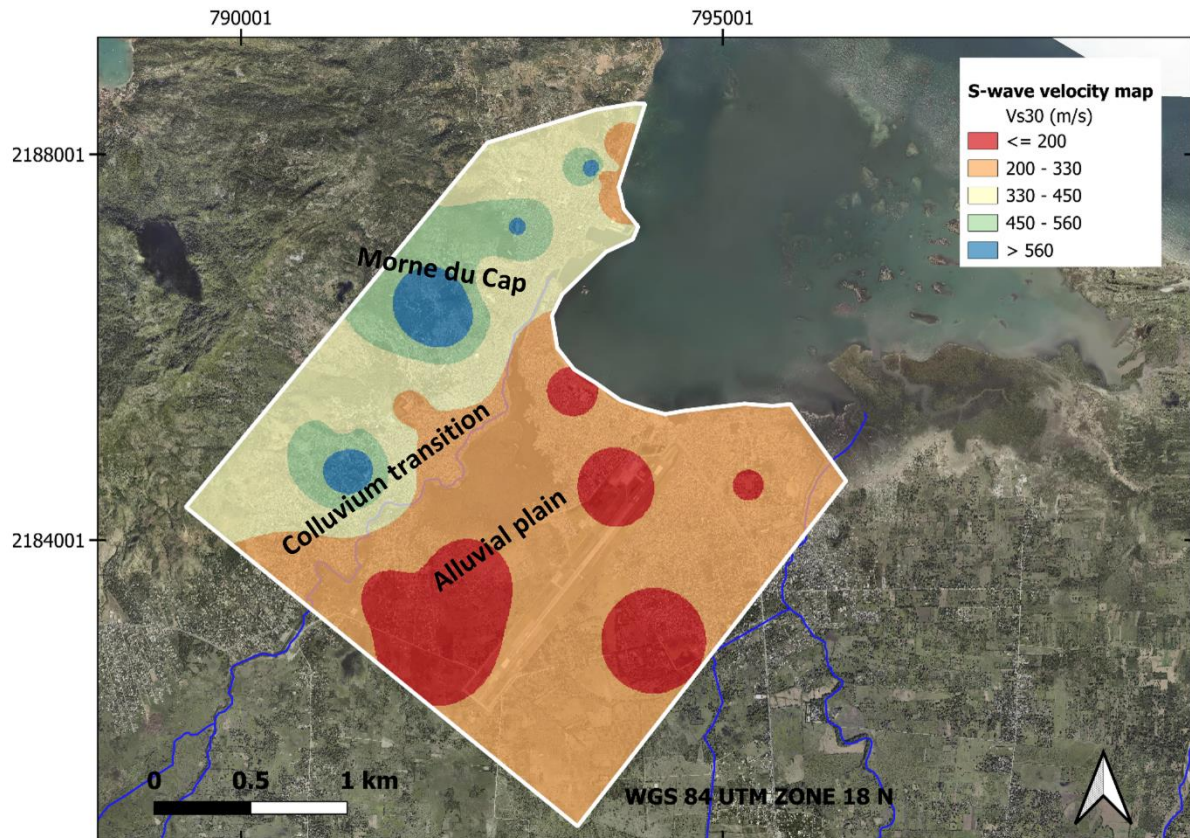 790001
795001
2188001
2184001
S-wave velocity map
Vs30 (m/s)
<= 200
200 - 330
330 - 450
450 - 560
> 560
Morne du Cap
Colluvium transition
Alluvial plain
0 0.5 1 km
WGS 84 UTM ZONE 18 N